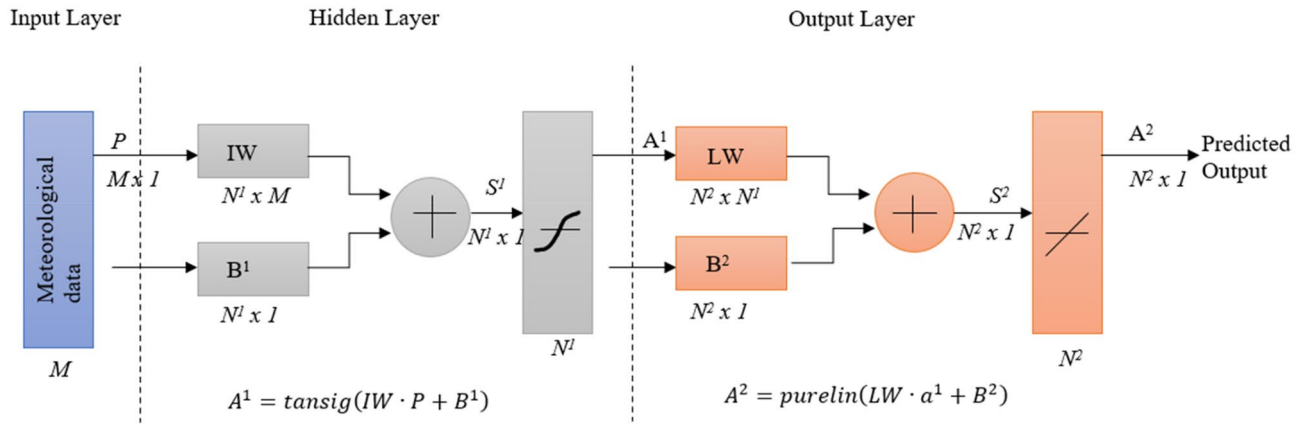 Input Layer
Hidden Layer
Output Layer
Meteorological
data
M
P
M x 1
IW
N¹ x M
B¹
N¹ x 1
S¹
N¹ x 1
N¹
A¹ = tansig(IW · P + B¹)
A¹
LW
N² x N¹
B²
N² x 1
S²
N² x 1
N²
A² = purelin(LW · a¹ + B²)
A²
N² x 1
Predicted
Output